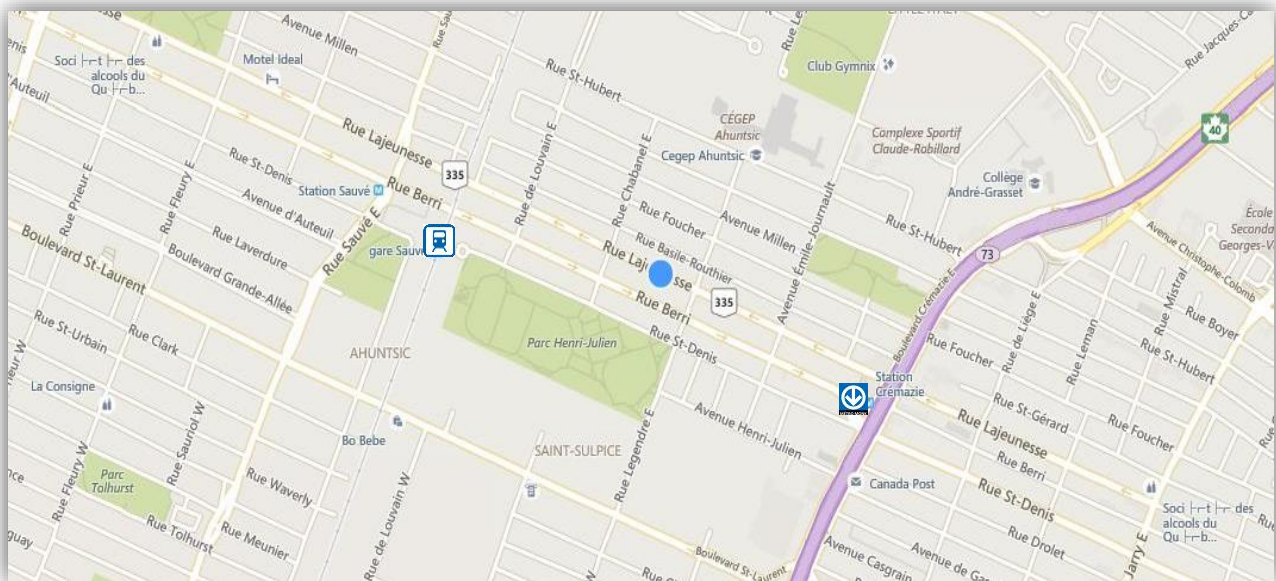 Avenue Millen
Motel Ideal
Soci ├┌t ├┌ des
alcools du
Qu ├┌b...
d'Auteuil
Rue St-Hubert
Club Gymnix
CÉGEP
Ahuntsic
Complexe Sportif
Claude-Robillard
40
Cegep Ahuntsic
Collège
André-Grasset
Rue Lajeunesse
335
Rue de Louvain E
Rue Chabanel E
Rue St-Denis
Station Sauvé
M
Rue Berri
Rue Prieur E
Rue Fleury E
Avenue d'Auteuil
Rue Sauvé E
Rue Laverdure
Boulevard Grande-Allée
Boulevard St-Laurent
gare Sauvé
Rue Foucher
Avenue Millen
Rue Basile-Routhier
Avenue Émile-Journault
Rue St-Hubert
73
École
Avenue Christophe-Colomb
335
Rue Berri
Rue St-Denis
Parc Henri-Julien
Boulevard Crémazie E
Rue de Liège E
Rue Leman
Rue Mistral
Rue Boyer
Rue St-Hubert
Rue Foucher
Rue St-Urbain
Rue Clark
AHUNTSIC
La Consigne
Station
Crémazie
Rue St-Gérard
Rue Foucher
Rue Lajeunesse
Avenue Henri-Julien
Rue Sauriol W
Bo Bebe
SAINT-SULPICE
Rue Legendre E
Rue Berri
Rue St-Denis
Canada Post
Parc
Tolhurst
Rue Fleury W
Rue Waverly
Rue de Louvain W
Rue Tolhurst
Rue Meunier
Rue Drolet
Soci ├┌t ├┌ des
alcools du
Qu ├┌b...
Jarry E
Boulevard St-Laurent
Avenue Casgrain